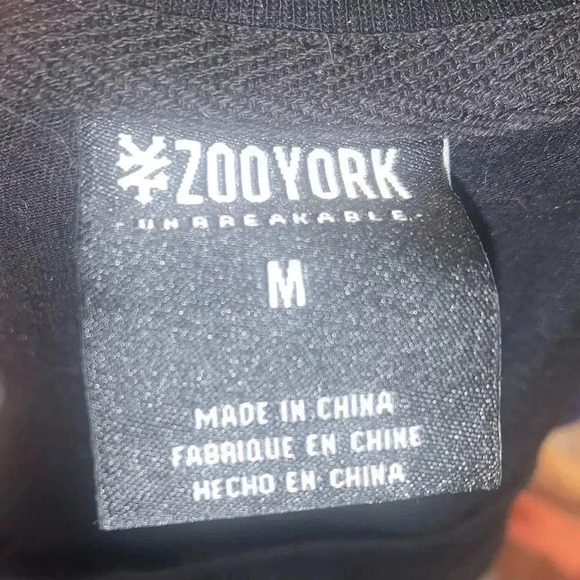 ZOOYORK
-UNBREAKABLE-
M
MADE IN CHINA
FABRIQUE EN CHINE
HECHO EN CHINA